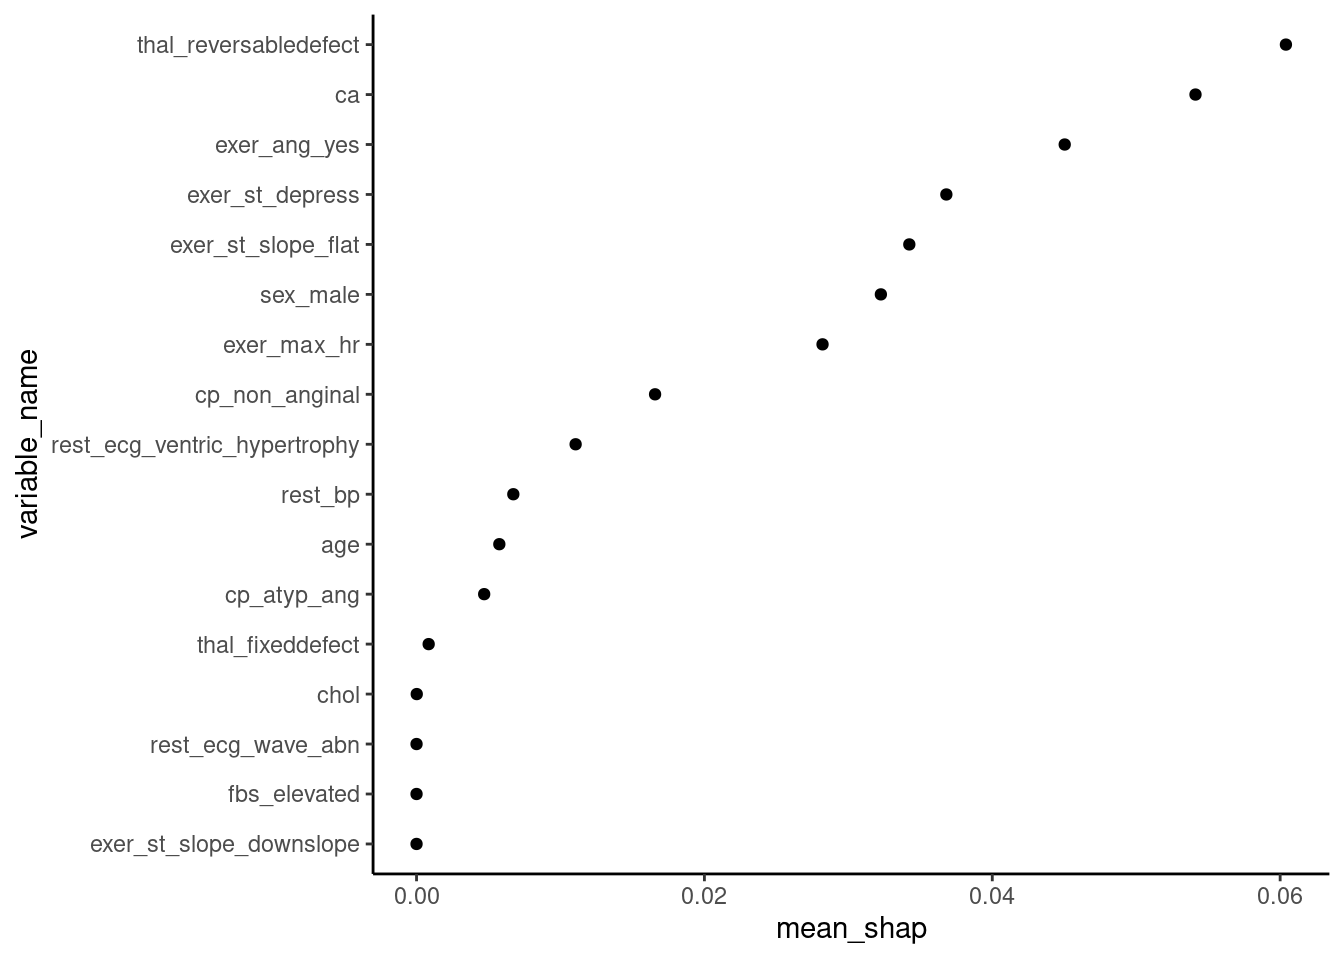 thal_reversabledefect
ca
exer_ang_yes
exer_st_depress
exer_st_slope_flat
sex_male
exer_max_hr
cp_non_anginal
rest_ecg_ventric_hypertrophy
rest_bp
age
cp_atyp_ang
thal_fixeddefect
chol
rest_ecg_wave_abn
fbs_elevated
exer_st_slope_downslope
variable_name
0.00 0.02 0.04 0.06
mean_shap